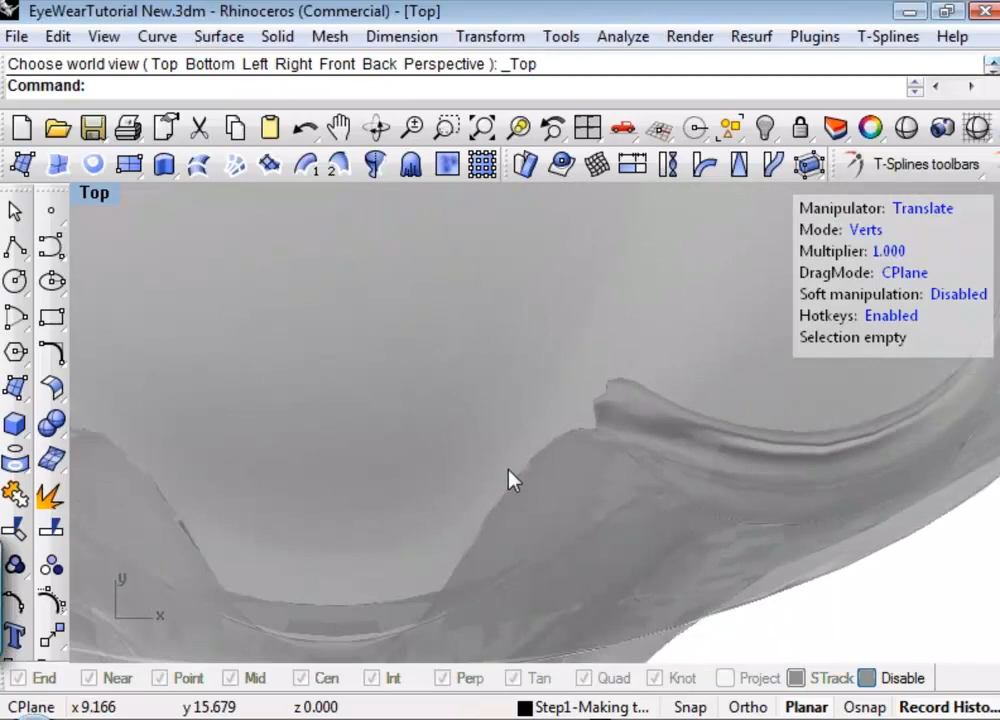 EyeWearTutorial New.3dm - Rhinoceros (Commercial) - [Top]
File Edit View Curve Surface Solid Mesh Dimension Transform Tools Analyze Render Resurf Plugins T-Splines Help
Choose world view ( Top Bottom Left Right Front Back Perspective ): _Top
Command:
1 2 T-Splines toolbars
Top
Manipulator: Translate
Mode: Verts
Multiplier: 1.000
DragMode: CPlane
Soft manipulation: Disabled
Hotkeys: Enabled
Selection empty
y
x
T
End Near Point Mid Cen Int Perp Tan Quad Knot Project STrack Disable
CPlane x 9.166 y 15.679 z 0.000 Step1-Making t... Snap Ortho Planar Osnap Record Histo...